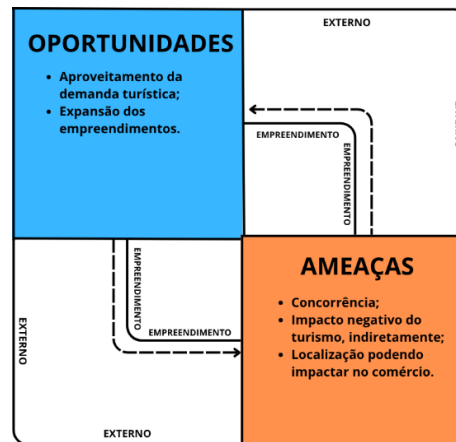 OPORTUNIDADES
• Aproveitamento da
demanda turística;
• Expansão dos
empreendimentos.
EXTERNO
EXTERNO
EMPREENDIMENTO
EMPREENDIMENTO
EMPREENDIMENTO
EMPREENDIMENTO
EXTERNO
EXTERNO
AMEAÇAS
• Concorrência;
• Impacto negativo do
turismo, indiretamente;
• Localização podendo
impactar no comércio.